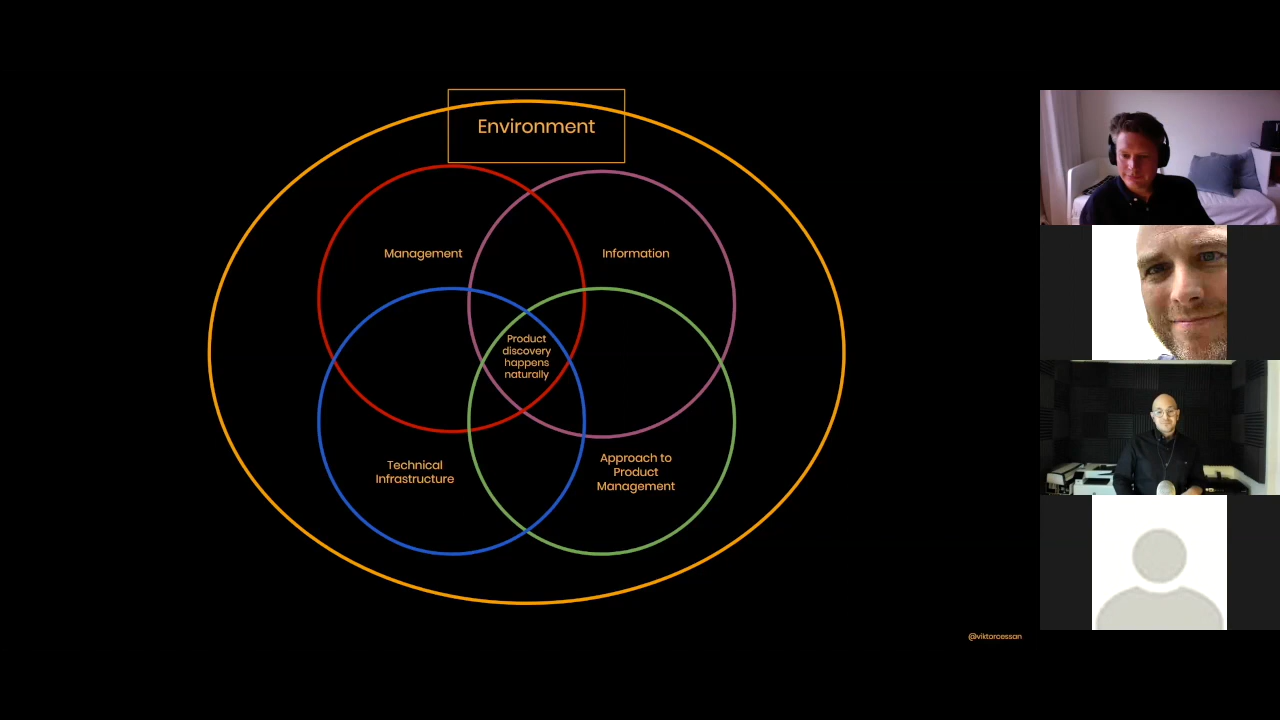 Environment
Management
Information
Product
discovery
happens
naturally
Technical
Infrastructure
Approach to
Product
Management
@viktorcessan